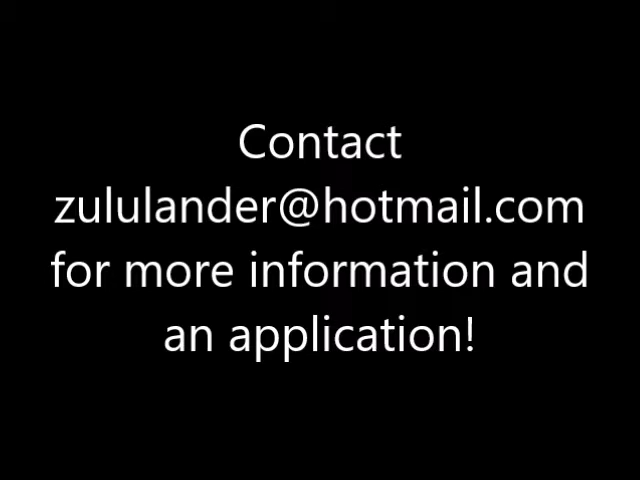 Contact
zululander@hotmail.com
for more information and
an application!